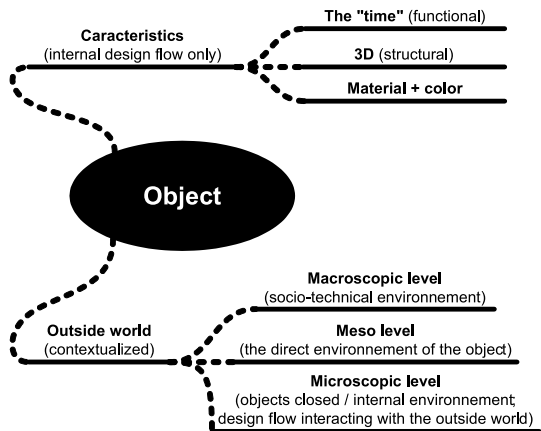 Caracteristics
(internal design flow only)
The "time" (functional)
3D (structural)
Material + color
Object
Outside world
(contextualized)
Macroscopic level
(socio-technical environnement)
Meso level
(the direct environnement of the object)
Microscopic level
(objects closed / internal environnement;
design flow interacting with the outside world)